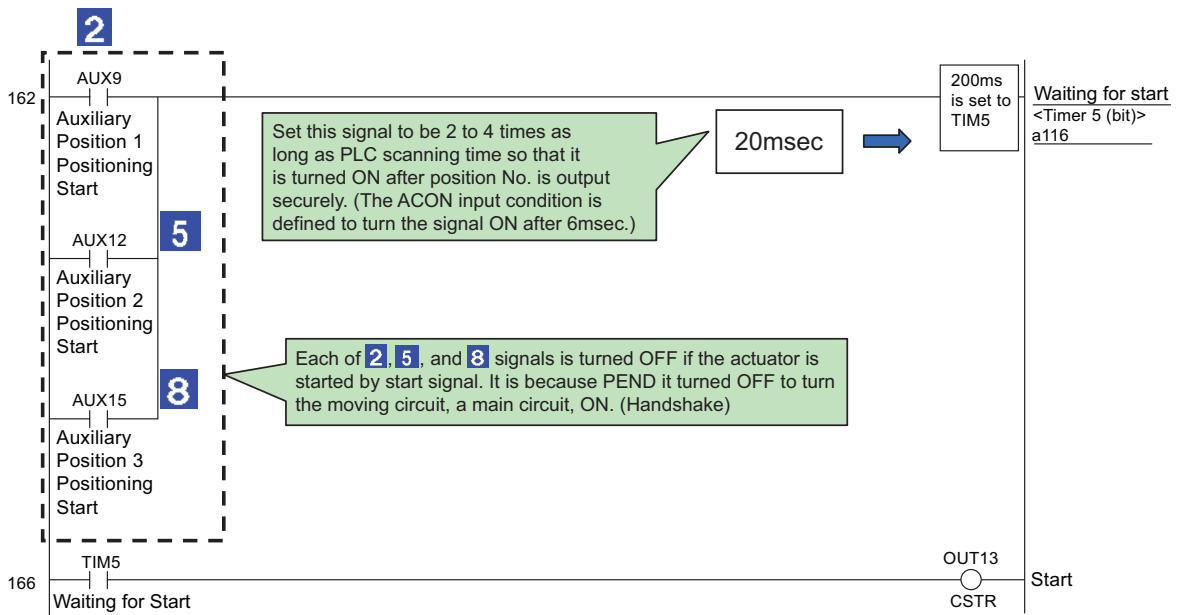 2
AUX9
162
Auxiliary
Position 1
Positioning
Start
Set this signal to be 2 to 4 times as
long as PLC scanning time so that it
is turned ON after position No. is output
securely. (The ACON input condition is
defined to turn the signal ON after 6msec.)
20msec
200ms
is set to
TIM5
Waiting for start
<Timer 5 (bit)>
a116
AUX12
5
Auxiliary
Position 2
Positioning
Start
Each of 2, 5, and 8 signals is turned OFF if the actuator is
started by start signal. It is because PEND it turned OFF to turn
the moving circuit, a main circuit, ON. (Handshake)
AUX15
8
Auxiliary
Position 3
Positioning
Start
TIM5
166
Waiting for Start
OUT13
CSTR
Start